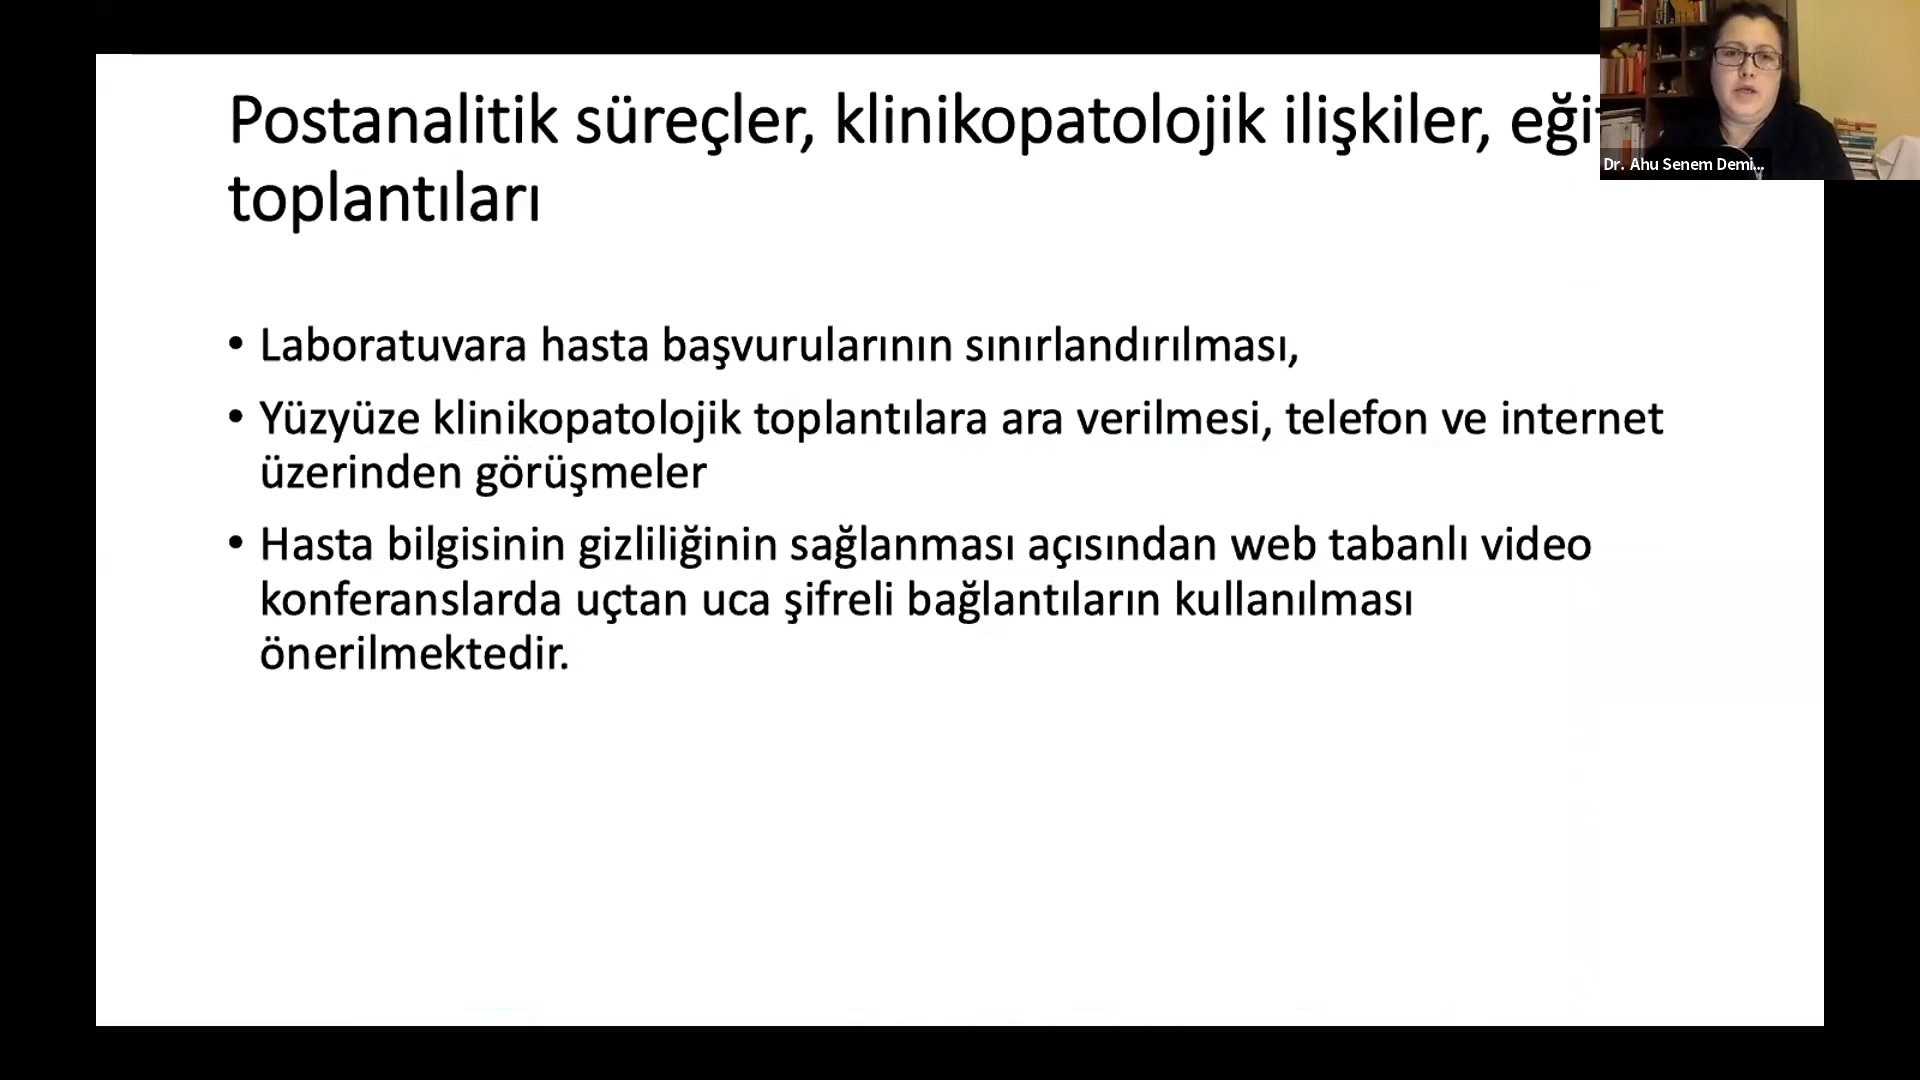 Postanalitik süreçler, klinikopatolojik ilişkiler,
toplantıları
• Laboratuvara hasta başvurularının sınırlandırılması,
• Yüzyüze klinikopatolojik toplantılara ara verilmesi, telefon ve internet
üzerinden görüşmeler
• Hasta bilgisinin gizliliğinin sağlanması açısından web tabanlı video
konferanslarda uçtan uca şifreli bağlantıların kullanılması
önerilmektedir.
Dr. Ahu Senem Demi...